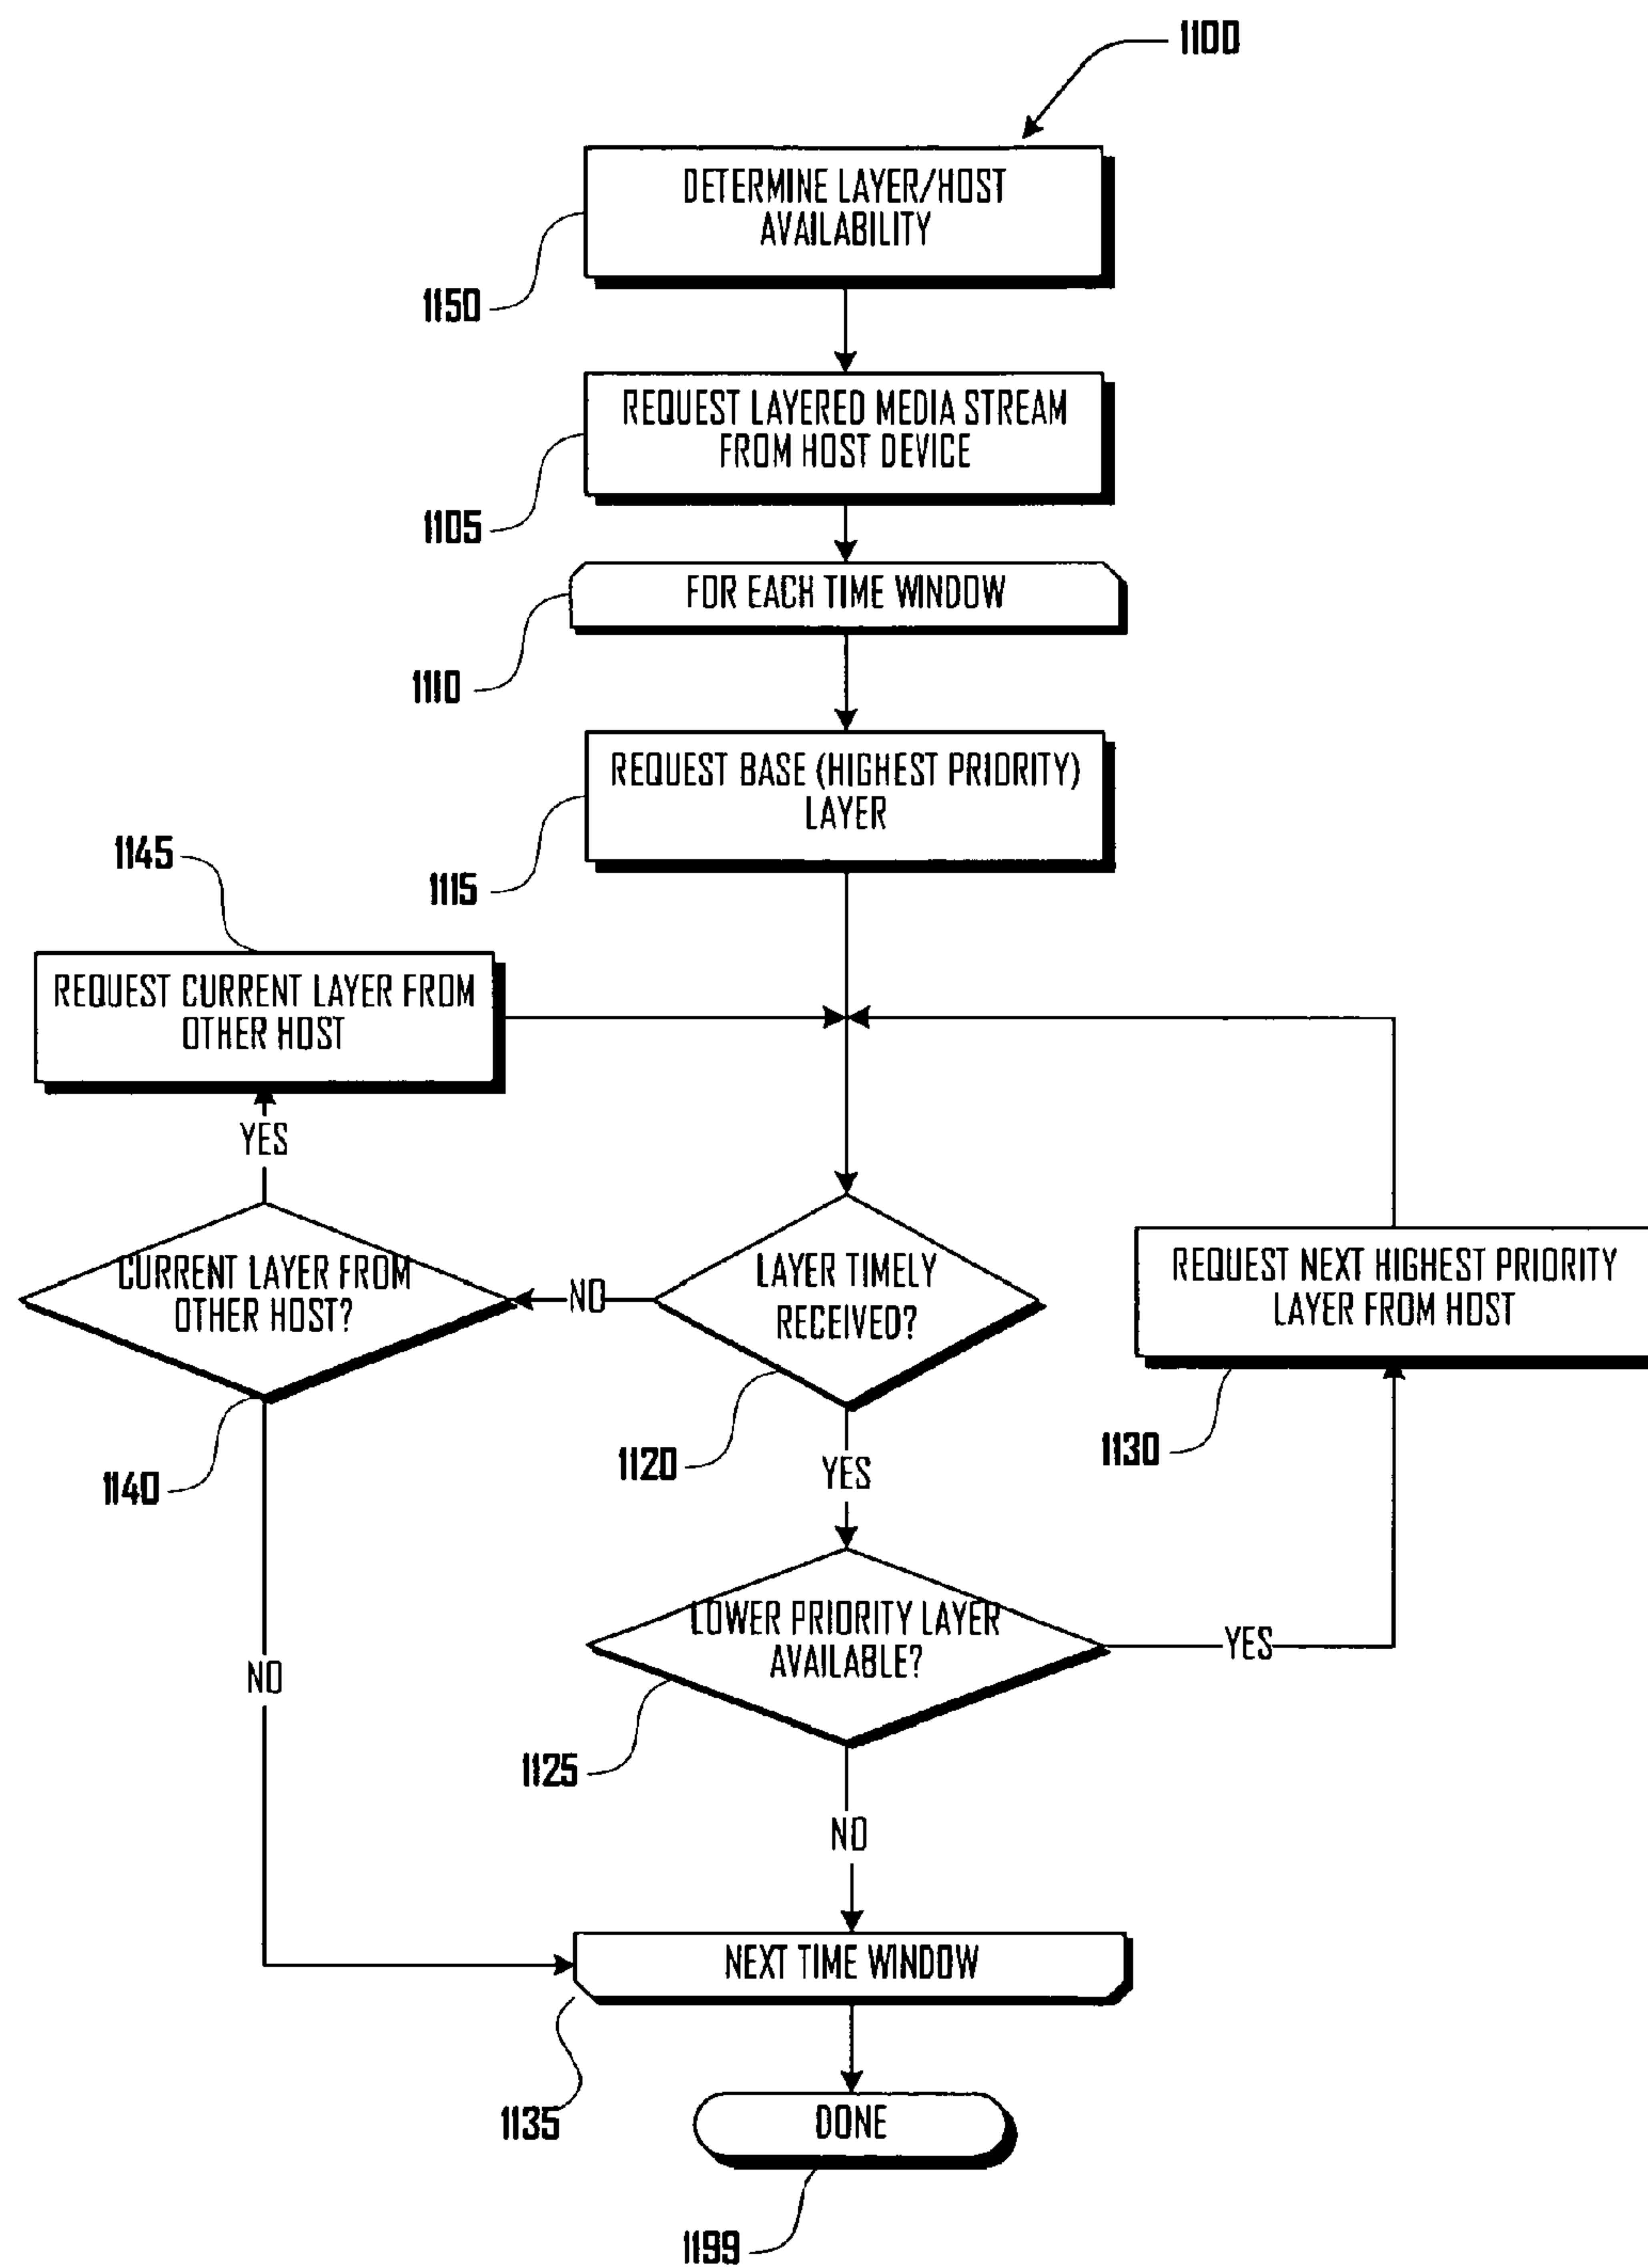 1100
DETERMINE LAYER/HOST
AVAILABILITY
1150
REQUEST LAYERED MEDIA STREAM
FROM HOST DEVICE
1105
FOR EACH TIME WINDOW
1110
REQUEST BASE (HIGHEST PRIORITY)
LAYER
1115
1145
REQUEST CURRENT LAYER FROM
OTHER HOST
YES
CURRENT LAYER FROM
OTHER HOST?
1140
NO
LAYER TIMELY
RECEIVED?
1120
REQUEST NEXT HIGHEST PRIORITY
LAYER FROM HOST
1130
YES
LOWER PRIORITY LAYER
AVAILABLE?
1125
YES
NO
NO
NEXT TIME WINDOW
1135
DONE
1199